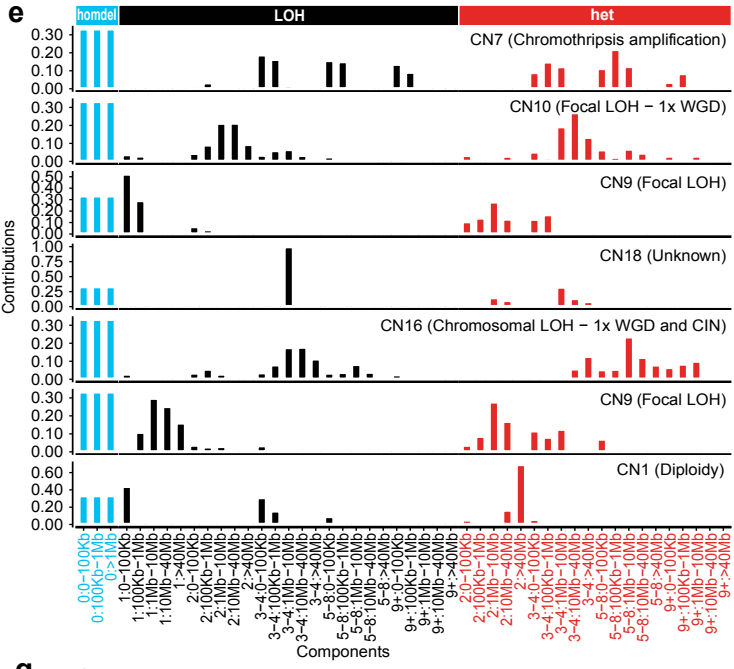 e
homdel LOH het
CN7 (Chromothripsis amplification)
0.30
0.20
0.10
0.00
CN10 (Focal LOH − 1x WGD)
0.30
0.20
0.10
0.00
CN9 (Focal LOH)
0.50
0.40
0.30
0.20
0.10
0.00
CN18 (Unknown)
1.00
0.75
0.50
0.25
0.00
CN16 (Chromosomal LOH − 1x WGD and CIN)
0.30
0.20
0.10
0.00
CN9 (Focal LOH)
0.30
0.20
0.10
0.00
CN1 (Diploidy)
0.60
0.40
0.20
0.00
Contributions
0:0−100Kb
0:100Kb−1Mb
0:>1Mb
1:0−100Kb
1:100Kb−1Mb
1:1Mb−10Mb
1:10Mb−40Mb
1:>40Mb
2:0−100Kb
2:100Kb−1Mb
2:1Mb−10Mb
2:10Mb−40Mb
2:>40Mb
3−4:0−100Kb
3−4:100Kb−1Mb
3−4:1Mb−10Mb
3−4:10Mb−40Mb
3−4:>40Mb
5−8:0−100Kb
5−8:100Kb−1Mb
5−8:1Mb−10Mb
5−8:10Mb−40Mb
5−8:>40Mb
9+:0−100Kb
9+:100Kb−1Mb
9+:1Mb−10Mb
9+:10Mb−40Mb
9+:>40Mb
2:0−100Kb
2:100Kb−1Mb
2:1Mb−10Mb
2:10Mb−40Mb
2:>40Mb
3−4:0−100Kb
3−4:100Kb−1Mb
3−4:1Mb−10Mb
3−4:10Mb−40Mb
3−4:>40Mb
5−8:0−100Kb
5−8:100Kb−1Mb
5−8:1Mb−10Mb
5−8:10Mb−40Mb
5−8:>40Mb
9+:0−100Kb
9+:100Kb−1Mb
9+:1Mb−10Mb
9+:10Mb−40Mb
9+:>40Mb
Components